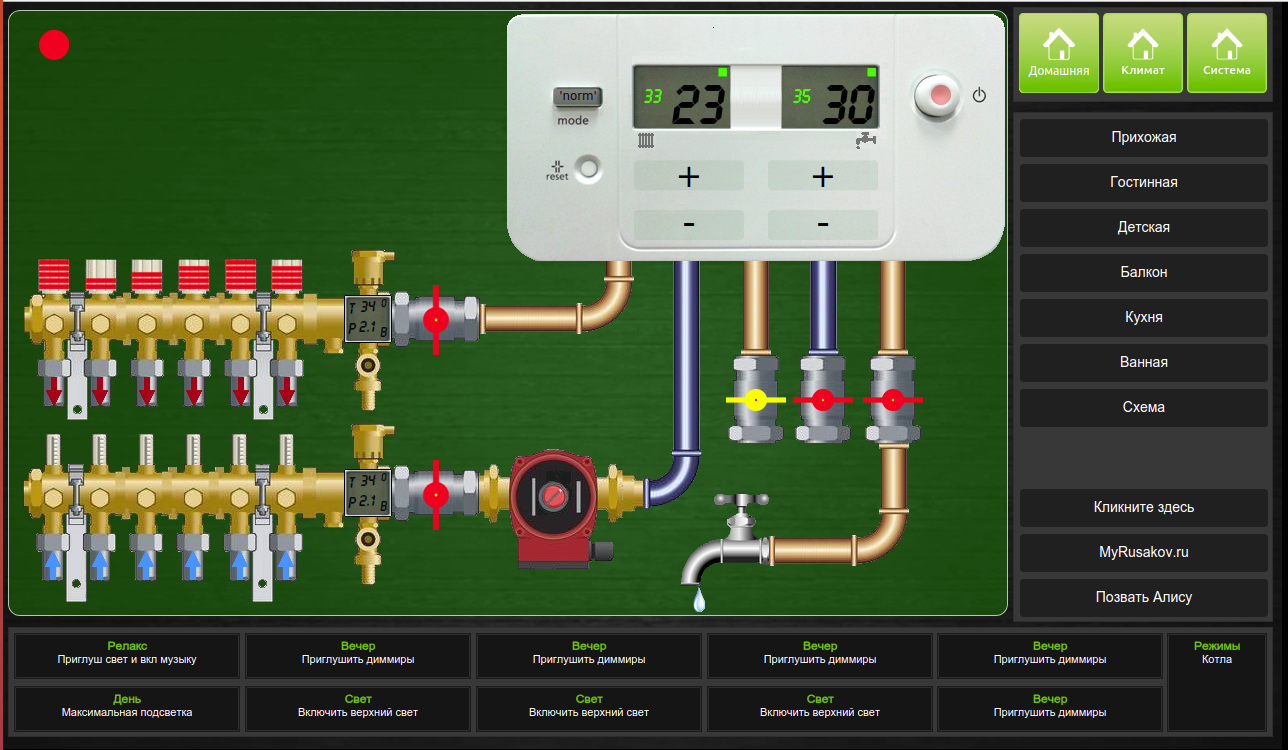 'norm'
mode
reset
33 23
35 30
+ +
- -
T 34 0
P 2.1 B
T 34 0
P 2.1 B
Домашняя
Климат
Система
Прихожая
Гостинная
Детская
Балкон
Кухня
Ванная
Схема
Кликните здесь
MyRusakov.ru
Позвать Алису
Релакс
Приглуш свет и вкл музыку
Вечер
Приглушить диммиры
Вечер
Приглушить диммиры
Вечер
Приглушить диммиры
Вечер
Приглушить диммиры
Режимы
Котла
День
Максимальная подсветка
Свет
Включить верхний свет
Свет
Включить верхний свет
Свет
Включить верхний свет
Вечер
Приглушить диммиры